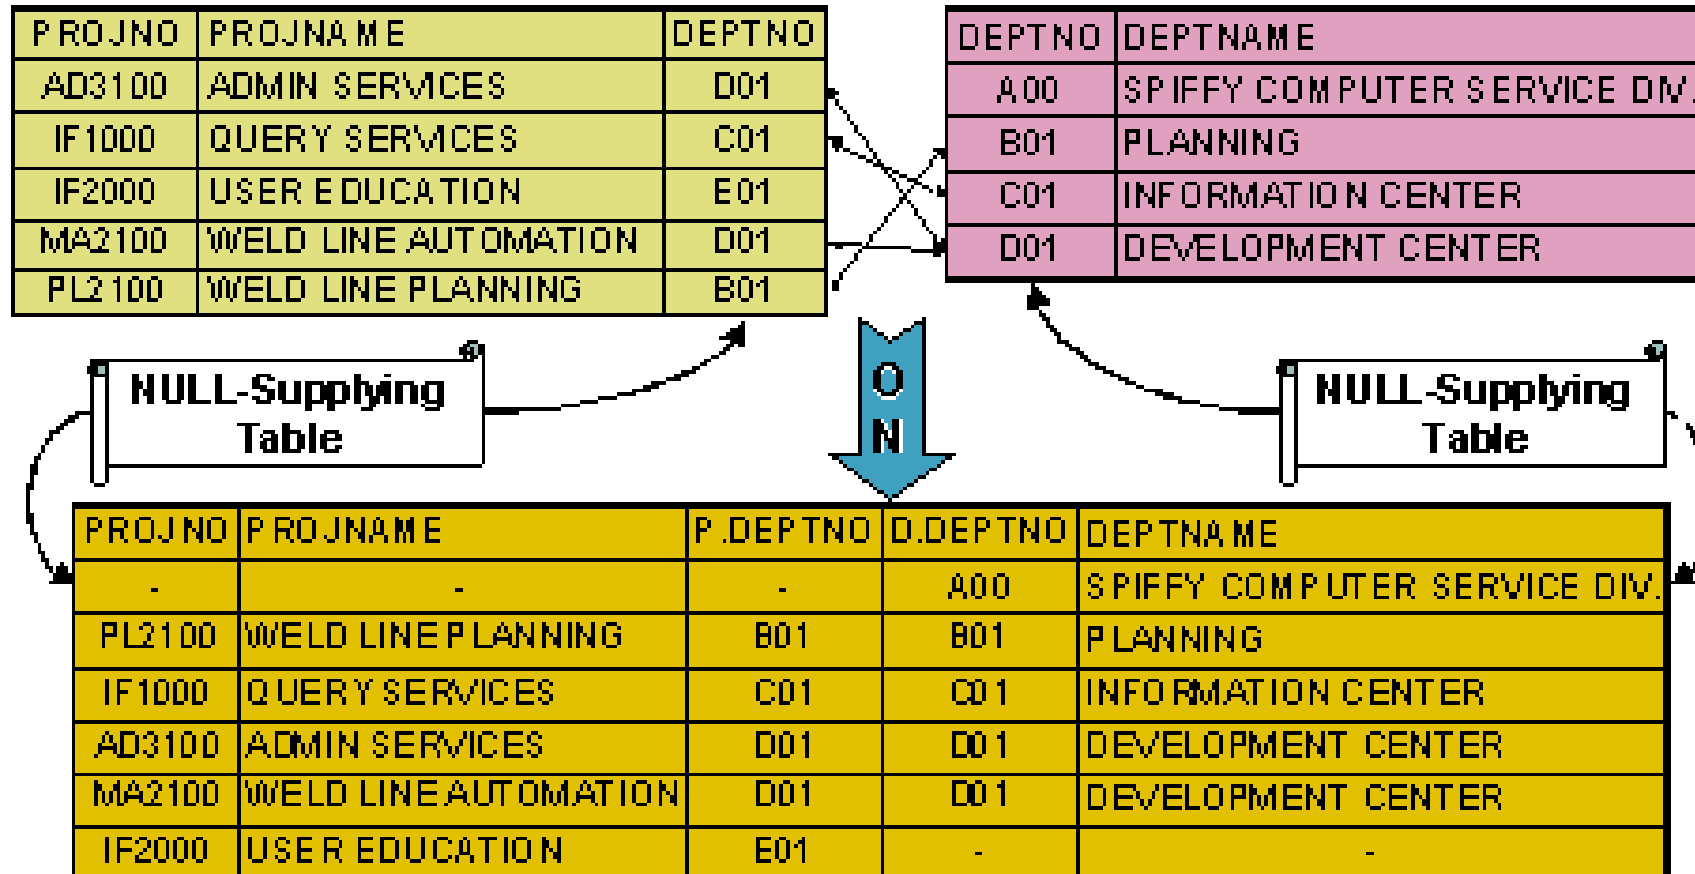 PROJNO PROJNAME DEPTNO
AD3100 ADMIN SERVICES D01
IF1000 QUERY SERVICES C01
IF2000 USER EDUCATION E01
MA2100 WELD LINE AUTOMATION D01
PL2100 WELD LINE PLANNING B01
DEPTNO DEPTNAME
A00 SPIFFY COMPUTER SERVICE DIV.
B01 PLANNING
C01 INFORMATION CENTER
D01 DEVELOPMENT CENTER
NULL-Supplying
Table
O
N
NULL-Supplying
Table
PROJNO PROJNAME P.DEPTNO D.DEPTNO DEPTNAME
- - - A00 SPIFFY COMPUTER SERVICE DIV.
PL2100 WELD LINE PLANNING B01 B01 PLANNING
IF1000 QUERY SERVICES C01 C01 INFORMATION CENTER
AD3100 ADMIN SERVICES D01 D01 DEVELOPMENT CENTER
MA2100 WELD LINE AUTOMATION D01 D01 DEVELOPMENT CENTER
IF2000 USER EDUCATION E01 - -